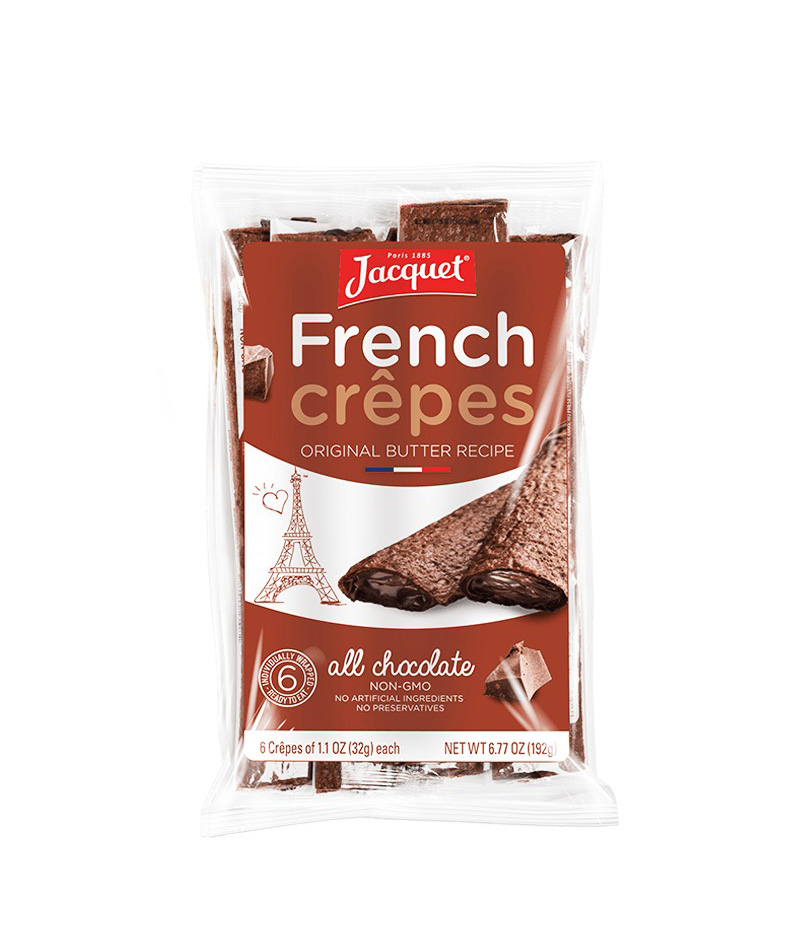 Paris 1885
Jacquet®
French
crêpes
ORIGINAL BUTTER RECIPE
INDIVIDUALLY WRAPPED
6
READY TO EAT
all chocolate
NON-GMO
NO ARTIFICIAL INGREDIENTS
NO PRESERVATIVES
6 Crêpes of 1.1 OZ (32g) each
NET WT 6.77 OZ (192g)